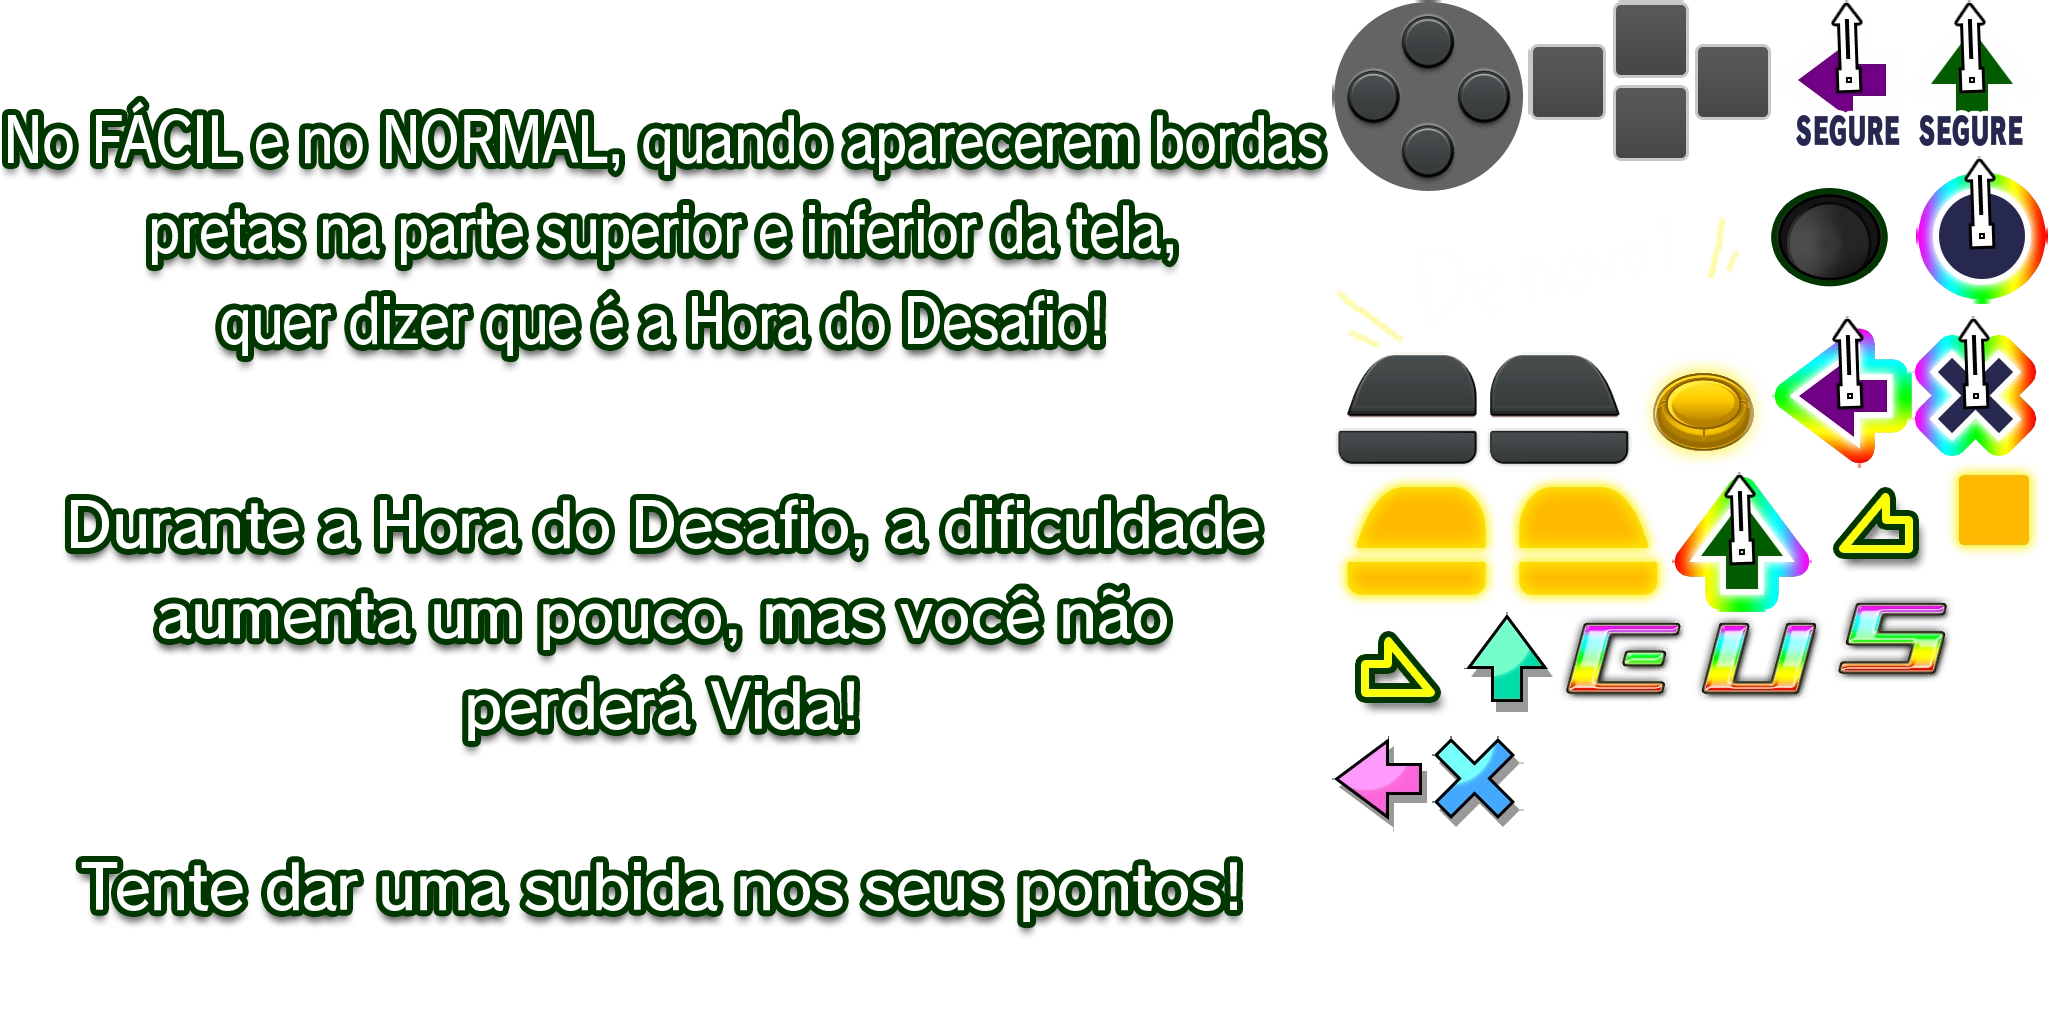 No FÁCIL e no NORMAL, quando aparecerem bordas
pretas na parte superior e inferior da tela,
quer dizer que é a Hora do Desafio!
Durante a Hora do Desafio, a dificuldade
aumenta um pouco, mas você não
perderá Vida!
Tente dar uma subida nos seus pontos!
SEGURE
SEGURE
De novo!
E U S